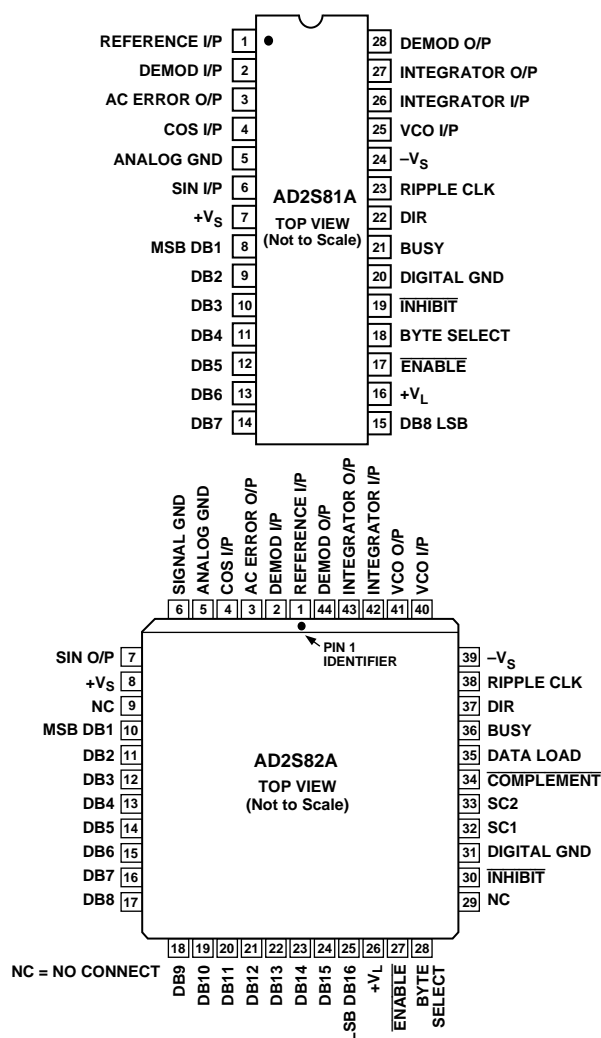 REFERENCE I/P 1
DEMOD I/P 2
AC ERROR O/P 3
COS I/P 4
ANALOG GND 5
SIN I/P 6
+VS 7
MSB DB1 8
DB2 9
DB3 10
DB4 11
DB5 12
DB6 13
DB7 14
AD2S81A
TOP VIEW
(Not to Scale)
28 DEMOD O/P
27 INTEGRATOR O/P
26 INTEGRATOR I/P
25 VCO I/P
24 –VS
23 RIPPLE CLK
22 DIR
21 BUSY
20 DIGITAL GND
19 INHIBIT
18 BYTE SELECT
17 ENABLE
16 +VL
15 DB8 LSB
SIGNAL GND 6
ANALOG GND 5
COS I/P 4
AC ERROR O/P 3
DEMOD I/P 2
REFERENCE I/P 1
DEMOD O/P 44
INTEGRATOR O/P 43
INTEGRATOR I/P 42
VCO O/P 41
VCO I/P 40
PIN 1
IDENTIFIER
SIN O/P 7
+VS 8
NC 9
MSB DB1 10
DB2 11
DB3 12
DB4 13
DB5 14
DB6 15
DB7 16
DB8 17
AD2S82A
TOP VIEW
(Not to Scale)
39 –VS
38 RIPPLE CLK
37 DIR
36 BUSY
35 DATA LOAD
34 COMPLEMENT
33 SC2
32 SC1
31 DIGITAL GND
30 INHIBIT
29 NC
18 DB9
19 DB10
20 DB11
21 DB12
22 DB13
23 DB14
24 DB15
25 LSB DB16
26 +VL
27 ENABLE
28 BYTE
SELECT
NC = NO CONNECT